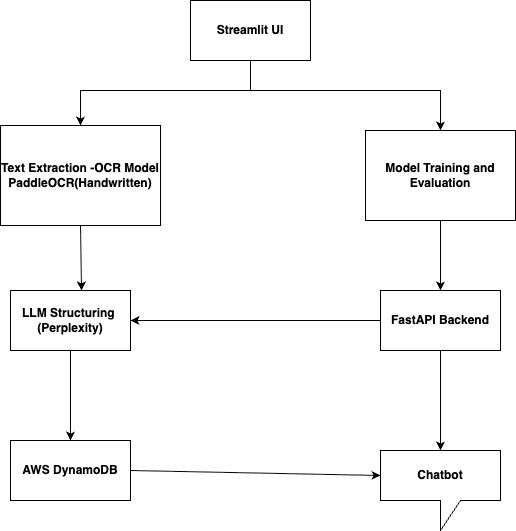 Streamlit UI
Text Extraction -OCR Model
PaddleOCR(Handwritten)
Model Training and
Evaluation
LLM Structuring
(Perplexity)
FastAPI Backend
AWS DynamoDB
Chatbot